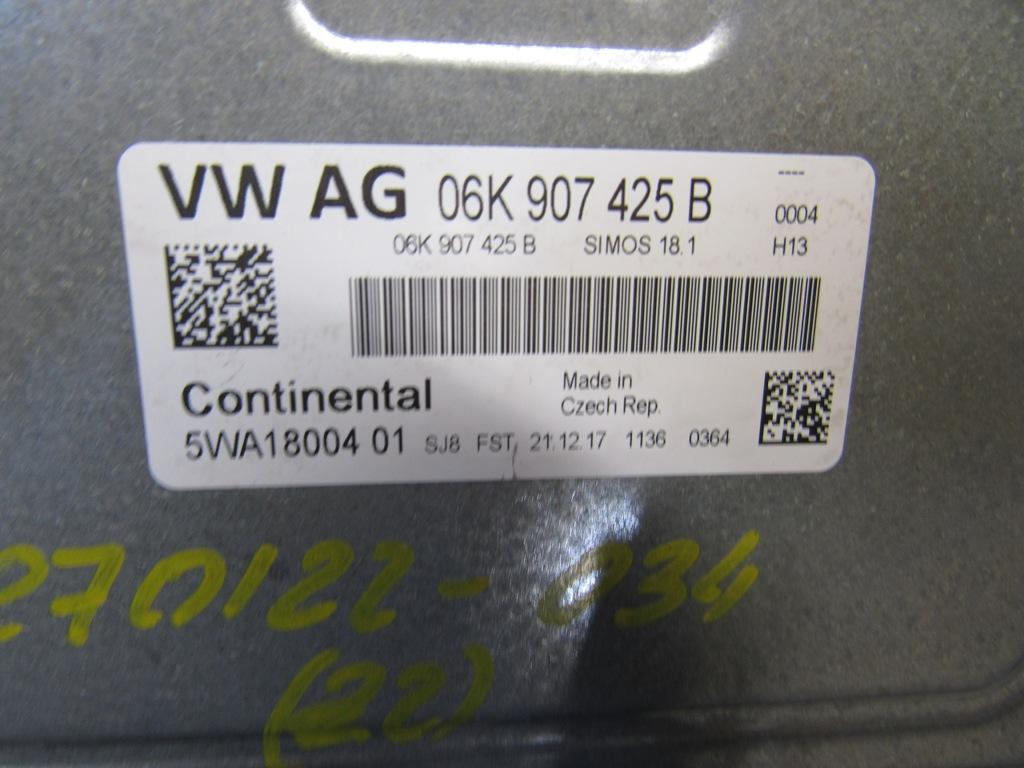 VW AG 06K 907 425 B ----
0004
06K 907 425 B SIMOS 18.1 H13
Continental
Made in
Czech Rep.
5WA18004 01 SJ8 FST 21.12.17 1136 0364
270122-034
(22)